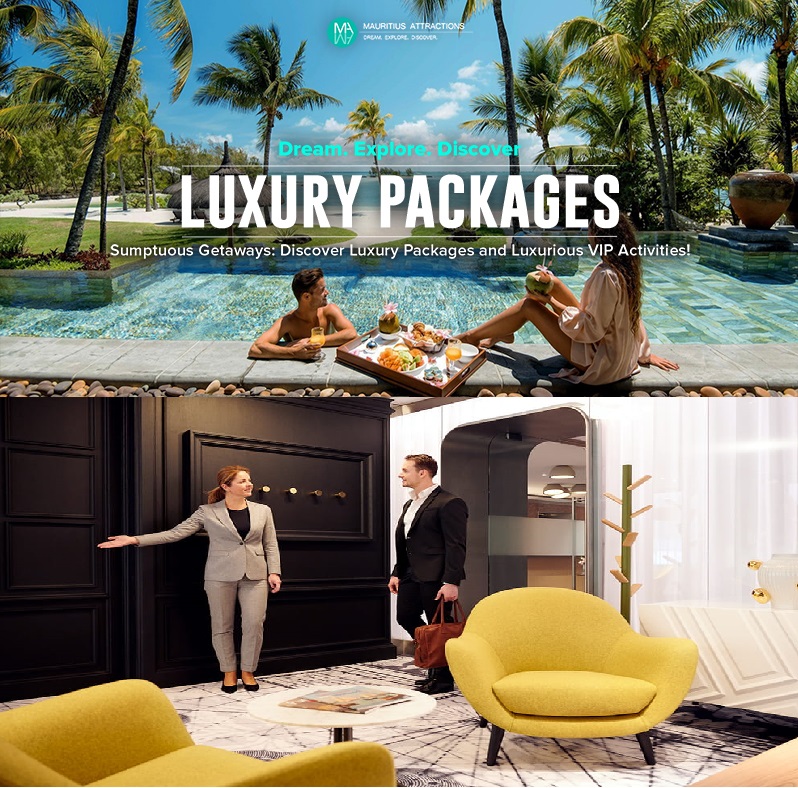 MAURITIUS ATTRACTIONS
DREAM. EXPLORE. DISCOVER.
Dream. Explore. Discover
LUXURY PACKAGES
Sumptuous Getaways: Discover Luxury Packages and Luxurious VIP Activities!